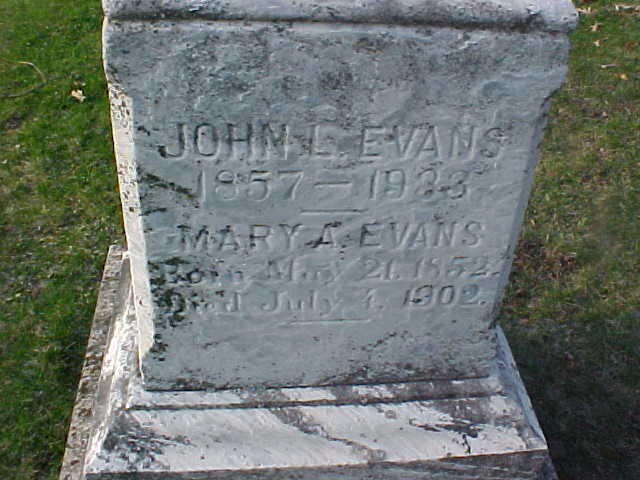 JOHN L. EVANS
1857 — 1933
MARY A. EVANS
Born May 21, 1852.
Died July 4, 1902.